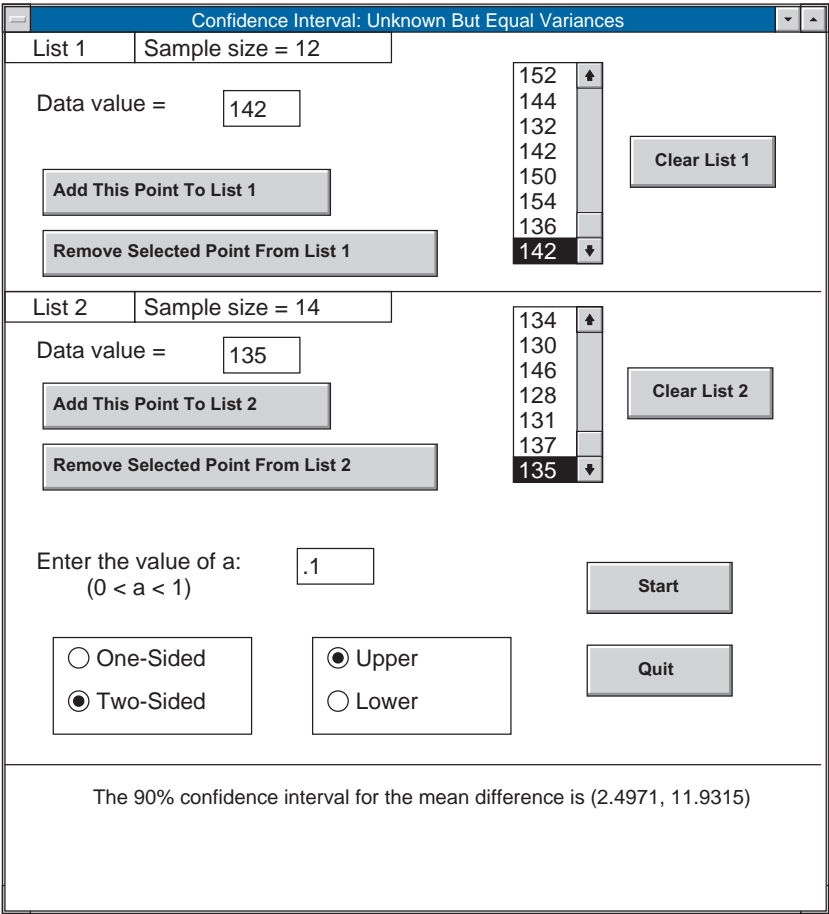 Confidence Interval: Unknown But Equal Variances
List 1
Sample size = 12
Data value =
142
Add This Point To List 1
Remove Selected Point From List 1
152
144
132
142
150
154
136
142
Clear List 1
List 2
Sample size = 14
Data value =
135
Add This Point To List 2
Remove Selected Point From List 2
134
130
146
128
131
137
135
Clear List 2
Enter the value of a:
(0 < a < 1)
.1
Start
One-Sided
Two-Sided
Upper
Lower
Quit
The 90% confidence interval for the mean difference is (2.4971, 11.9315)